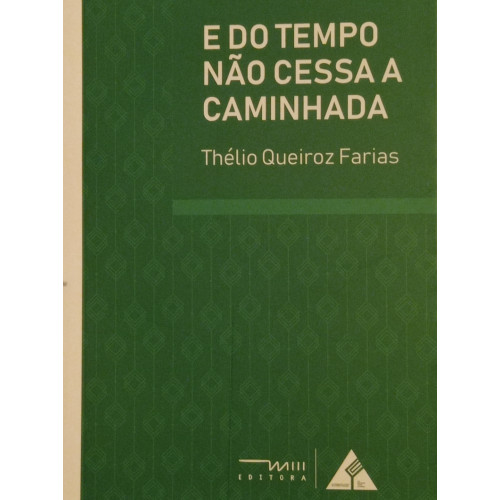 E DO TEMPO
NÃO CESSA A
CAMINHADA
Thélio Queiroz Farias
EDITORA